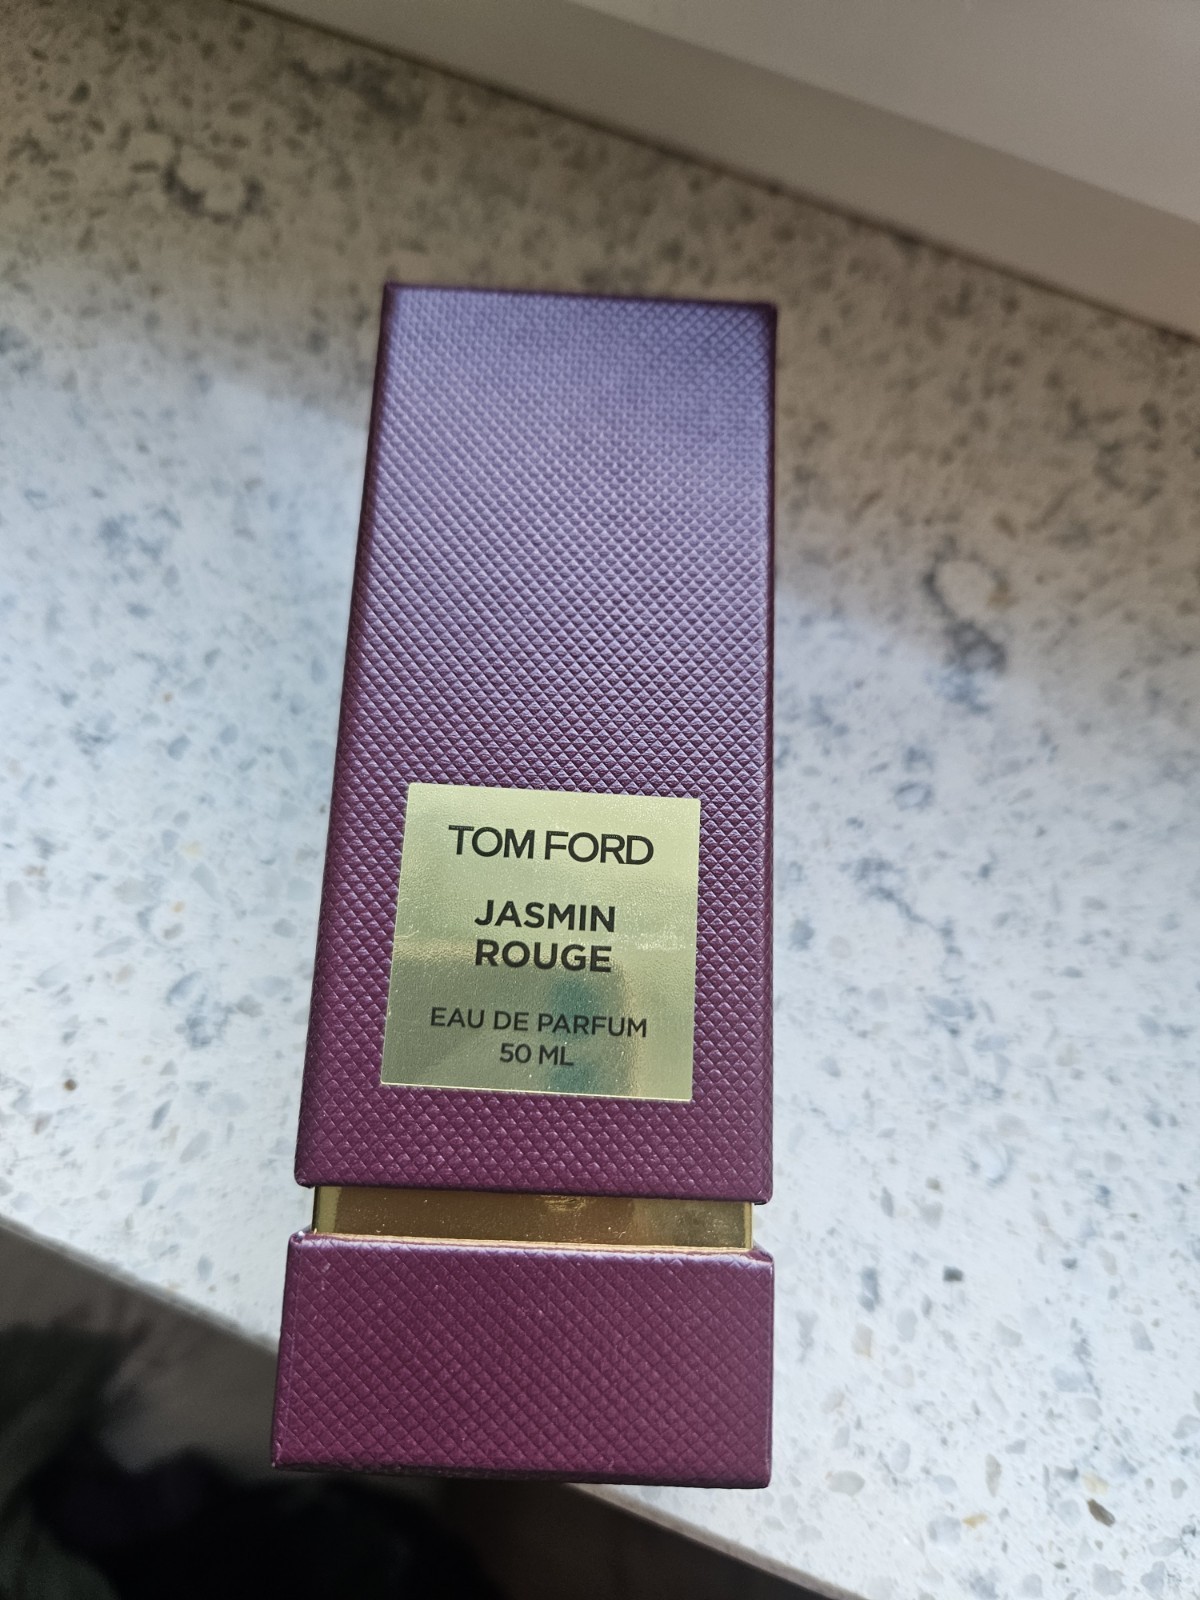 TOM FORD
JASMIN
ROUGE
EAU DE PARFUM
50 ML